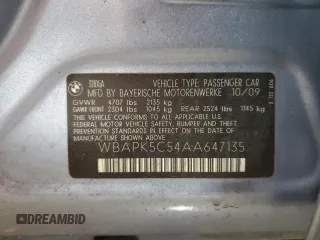 328XiA VEHICLE TYPE: PASSENGER CAR
MFD BY BAYERISCHE MOTORENWERKE 10/09
GVWR 4707 lbs 2135 kg
GAWR FRONT 2304 lbs 1045 kg REAR 2524 lbs 1145 kg
THIS VEHICLE CONFORMS TO ALL APPLICABLE
FEDERAL MOTOR VEHICLE SAFETY, BUMPER
AND THEFT PREVENTION STANDARDS IN EFFECT
ON THE DATE OF MANUFACTURE SHOWN ABOVE.
WBAPK5C54AA647135
DREAMBID